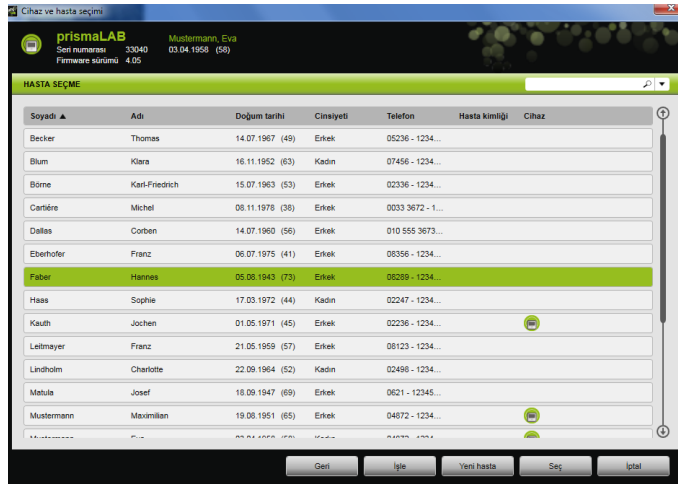 Cihaz ve hasta seçimi
prismaLAB Mustermann, Eva
Seri numarası 33040 03.04.1958 (58)
Firmware sürümü 4.05
HASTA SEÇME
Soyadı ▲ Adı Doğum tarihi Cinsiyeti Telefon Hasta kimliği Cihaz
Becker Thomas 14.07.1967 (49) Erkek 05236 - 1234...
Blum Klara 16.11.1952 (63) Kadın 07456 - 1234...
Börne Karl-Friedrich 15.07.1963 (53) Erkek 02336 - 1234...
Cartiére Michel 08.11.1978 (38) Erkek 0033 3672 - 1...
Dallas Corben 14.07.1960 (56) Erkek 010 555 3673...
Eberhofer Franz 06.07.1975 (41) Erkek 08356 - 1234...
Faber Hannes 05.08.1943 (73) Erkek 08289 - 1234...
Haas Sophie 17.03.1972 (44) Kadın 02247 - 1234...
Kauth Jochen 01.05.1971 (45) Erkek 02236 - 1234...
Leitmayer Franz 21.05.1959 (57) Erkek 08123 - 1234...
Lindholm Charlotte 22.09.1964 (52) Kadın 02498 - 1234...
Matula Josef 18.09.1947 (69) Erkek 0621 - 12345...
Mustermann Maximilian 19.08.1951 (65) Erkek 04872 - 1234...
Geri İşle Yeni hasta Seç İptal